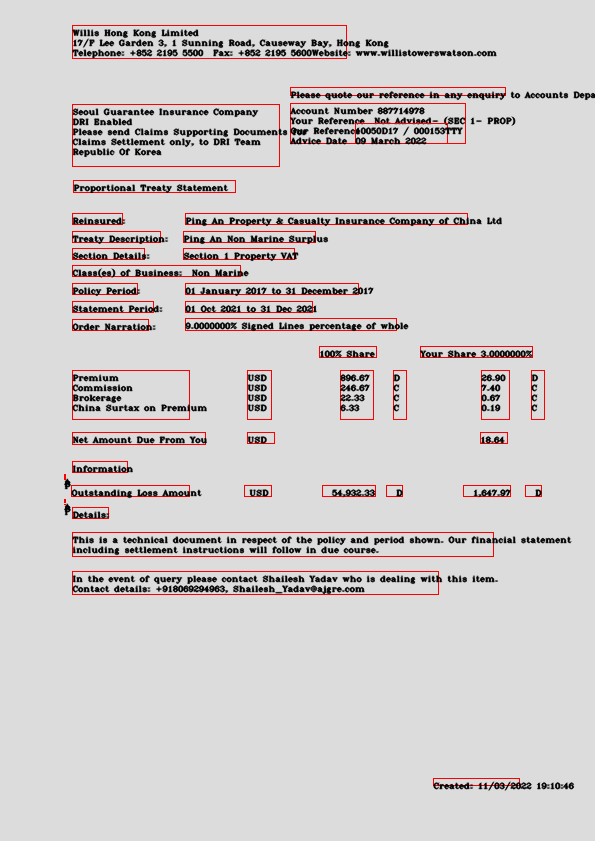 Willis Hong Kong Limited
17/F Lee Garden 3, 1 Sunning Road, Causeway Bay, Hong Kong
Telephone: +852 2195 5500 Fax: +852 2195 5600Website: www.willistowerswatson.com
Please quote our reference in any enquiry to Accounts Depa
Seoul Guarantee Insurance Company
DRI Enabled
Please send Claims Supporting Documents for
Claims Settlement only, to DRI Team
Republic Of Korea
Account Number 887714978
Your Reference Not Advised- (SEC 1- PROP)
Our Reference10050D17 / 000153TTY
Advice Date 09 March 2022
Proportional Treaty Statement
Reinsured: Ping An Property & Casualty Insurance Company of China Ltd
Treaty Description: Ping An Non Marine Surplus
Section Details: Section 1 Property VAT
Class(es) of Business: Non Marine
Policy Period: 01 January 2017 to 31 December 2017
Statement Period: 01 Oct 2021 to 31 Dec 2021
Order Narration: 9.0000000% Signed Lines percentage of whole
100% Share Your Share 3.0000000%
Premium USD 896.67 D 26.90 D
Commission USD 246.67 C 7.40 C
Brokerage USD 22.33 C 0.67 C
China Surtax on Premium USD 6.33 C 0.19 C
Net Amount Due From You USD 18.64
Information
Outstanding Loss Amount USD 54,932.33 D 1,647.97 D
Details:
This is a technical document in respect of the policy and period shown. Our financial statement
including settlement instructions will follow in due course.
In the event of query please contact Shailesh Yadav who is dealing with this item.
Contact details: +918069294963, Shailesh_Yadav@ajgre.com
Created: 11/03/2022 19:10:46